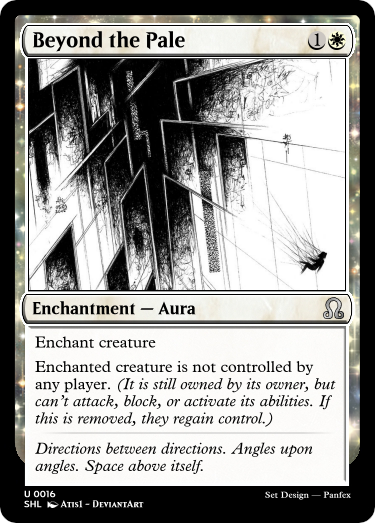 Beyond the Pale 1
Enchantment — Aura
Enchant creature
Enchanted creature is not controlled by
any player. (It is still owned by its owner, but
can't attack, block, or activate its abilities. If
this is removed, they regain control.)
Directions between directions. Angles upon
angles. Space above itself.
U 0016
SHL Atis1 - DeviantArt
Set Design — Panfex